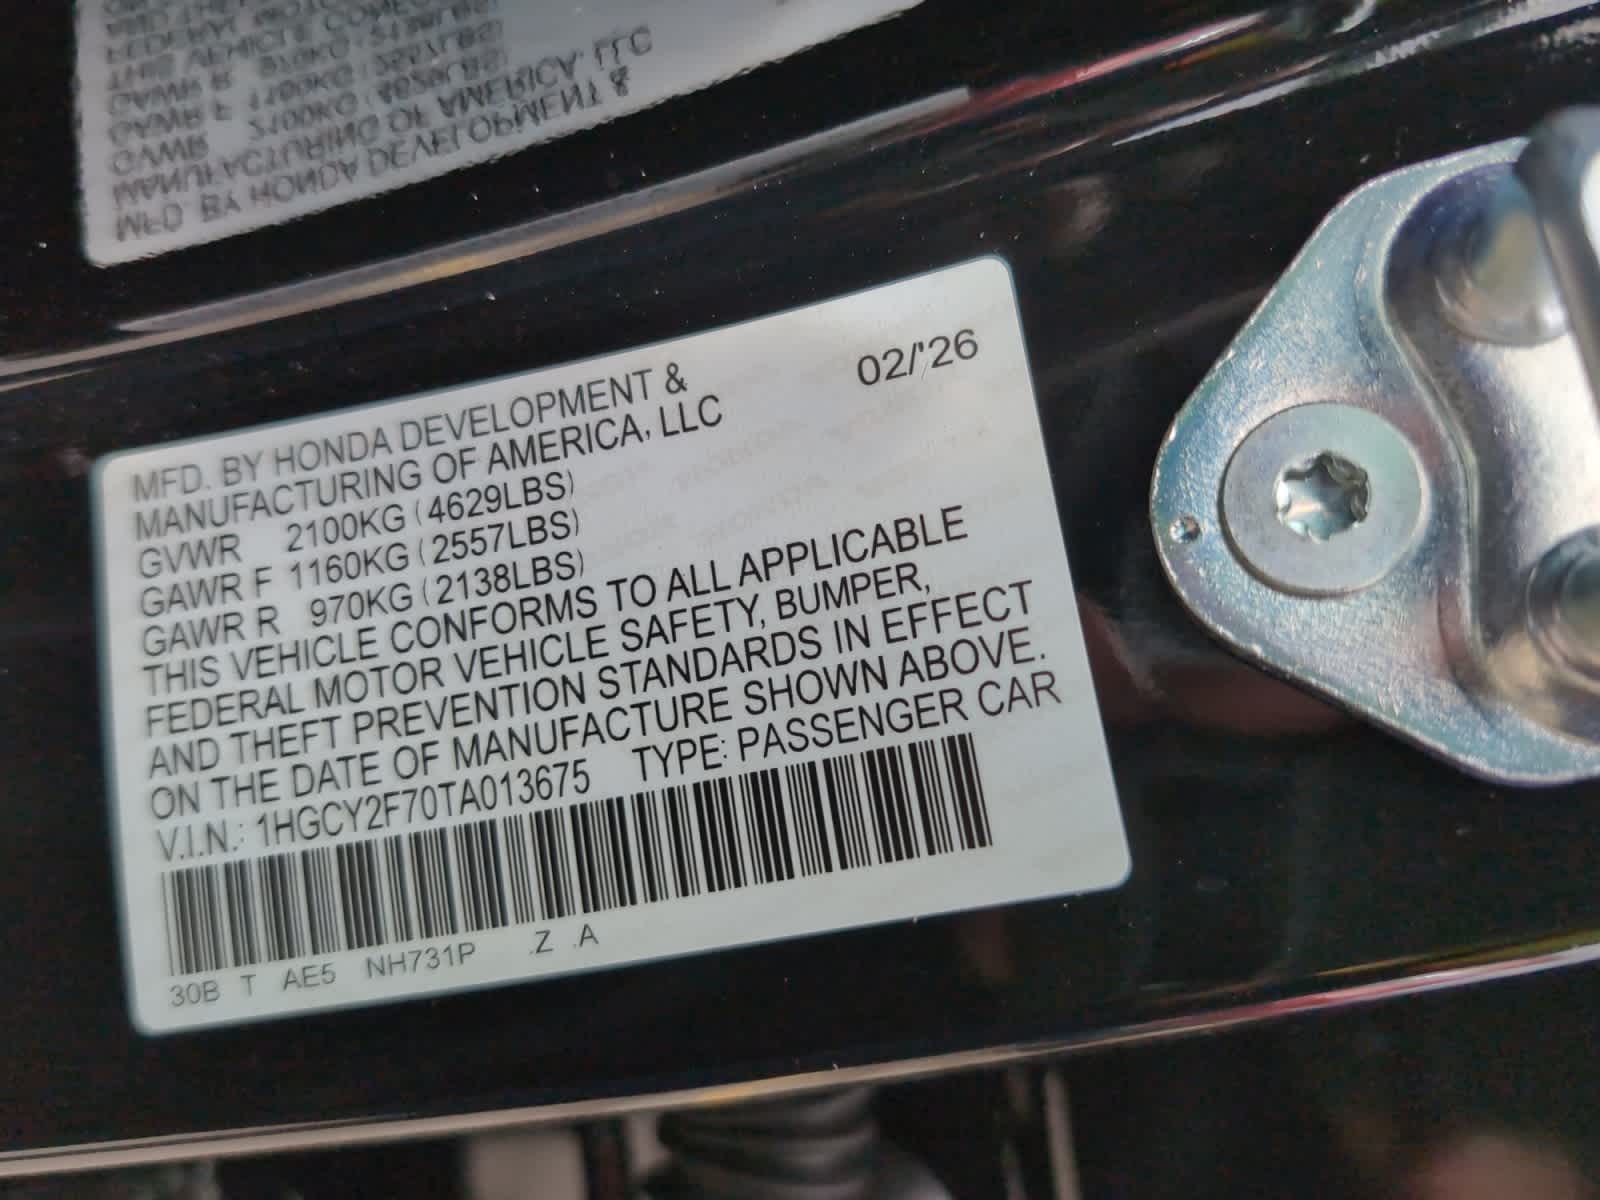 MFD. BY HONDA DEVELOPMENT &
MANUFACTURING OF AMERICA, LLC
02/'26
GVWR 2100KG (4629LBS)
GAWR F 1160KG (2557LBS)
GAWR R 970KG (2138LBS)
THIS VEHICLE CONFORMS TO ALL APPLICABLE
FEDERAL MOTOR VEHICLE SAFETY, BUMPER,
AND THEFT PREVENTION STANDARDS IN EFFECT
ON THE DATE OF MANUFACTURE SHOWN ABOVE.
V.I.N.: 1HGCY2F70TA013675 TYPE: PASSENGER CAR
30B T AE5 NH731P .Z .A